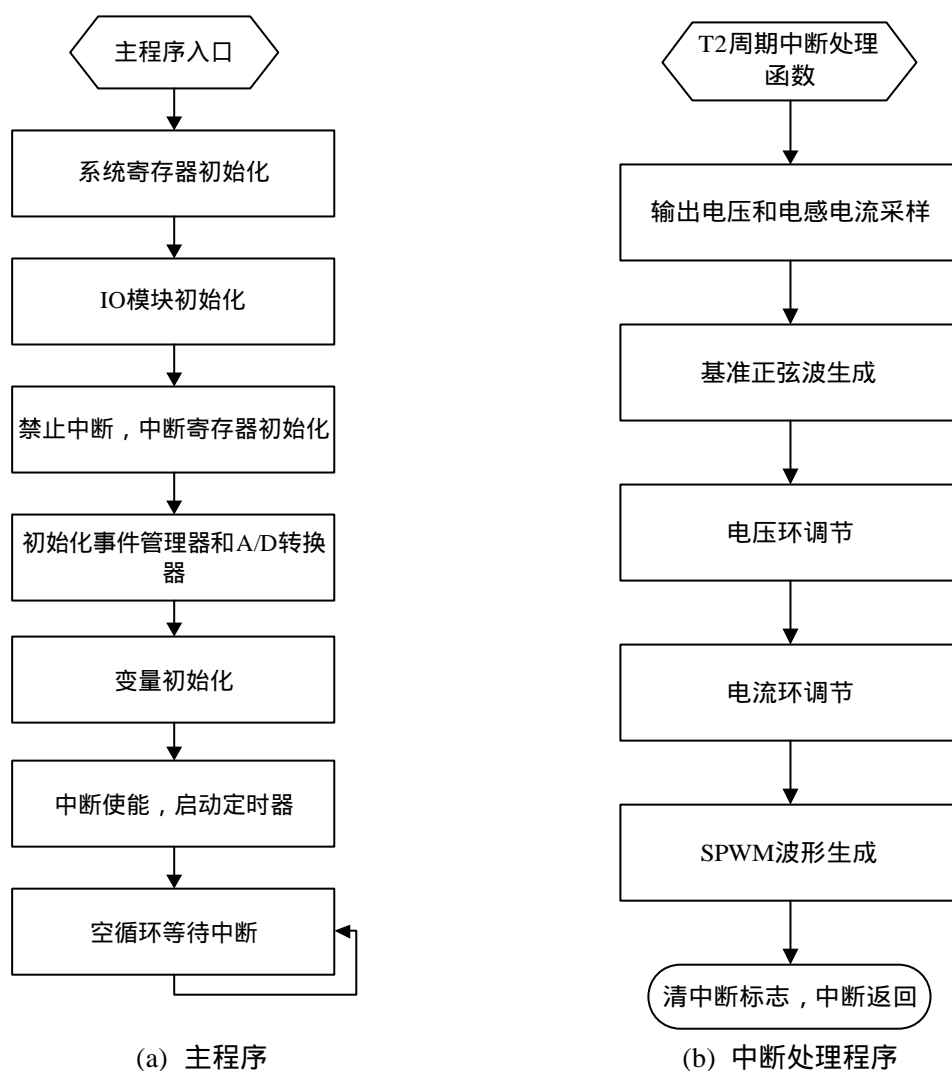 主程序入口
系统寄存器初始化
IO模块初始化
禁止中断，中断寄存器初始化
初始化事件管理器和A/D转换
器
变量初始化
中断使能，启动定时器
空循环等待中断
(a) 主程序
T2周期中断处理
函数
输出电压和电感电流采样
基准正弦波生成
电压环调节
电流环调节
SPWM波形生成
清中断标志，中断返回
(b) 中断处理程序